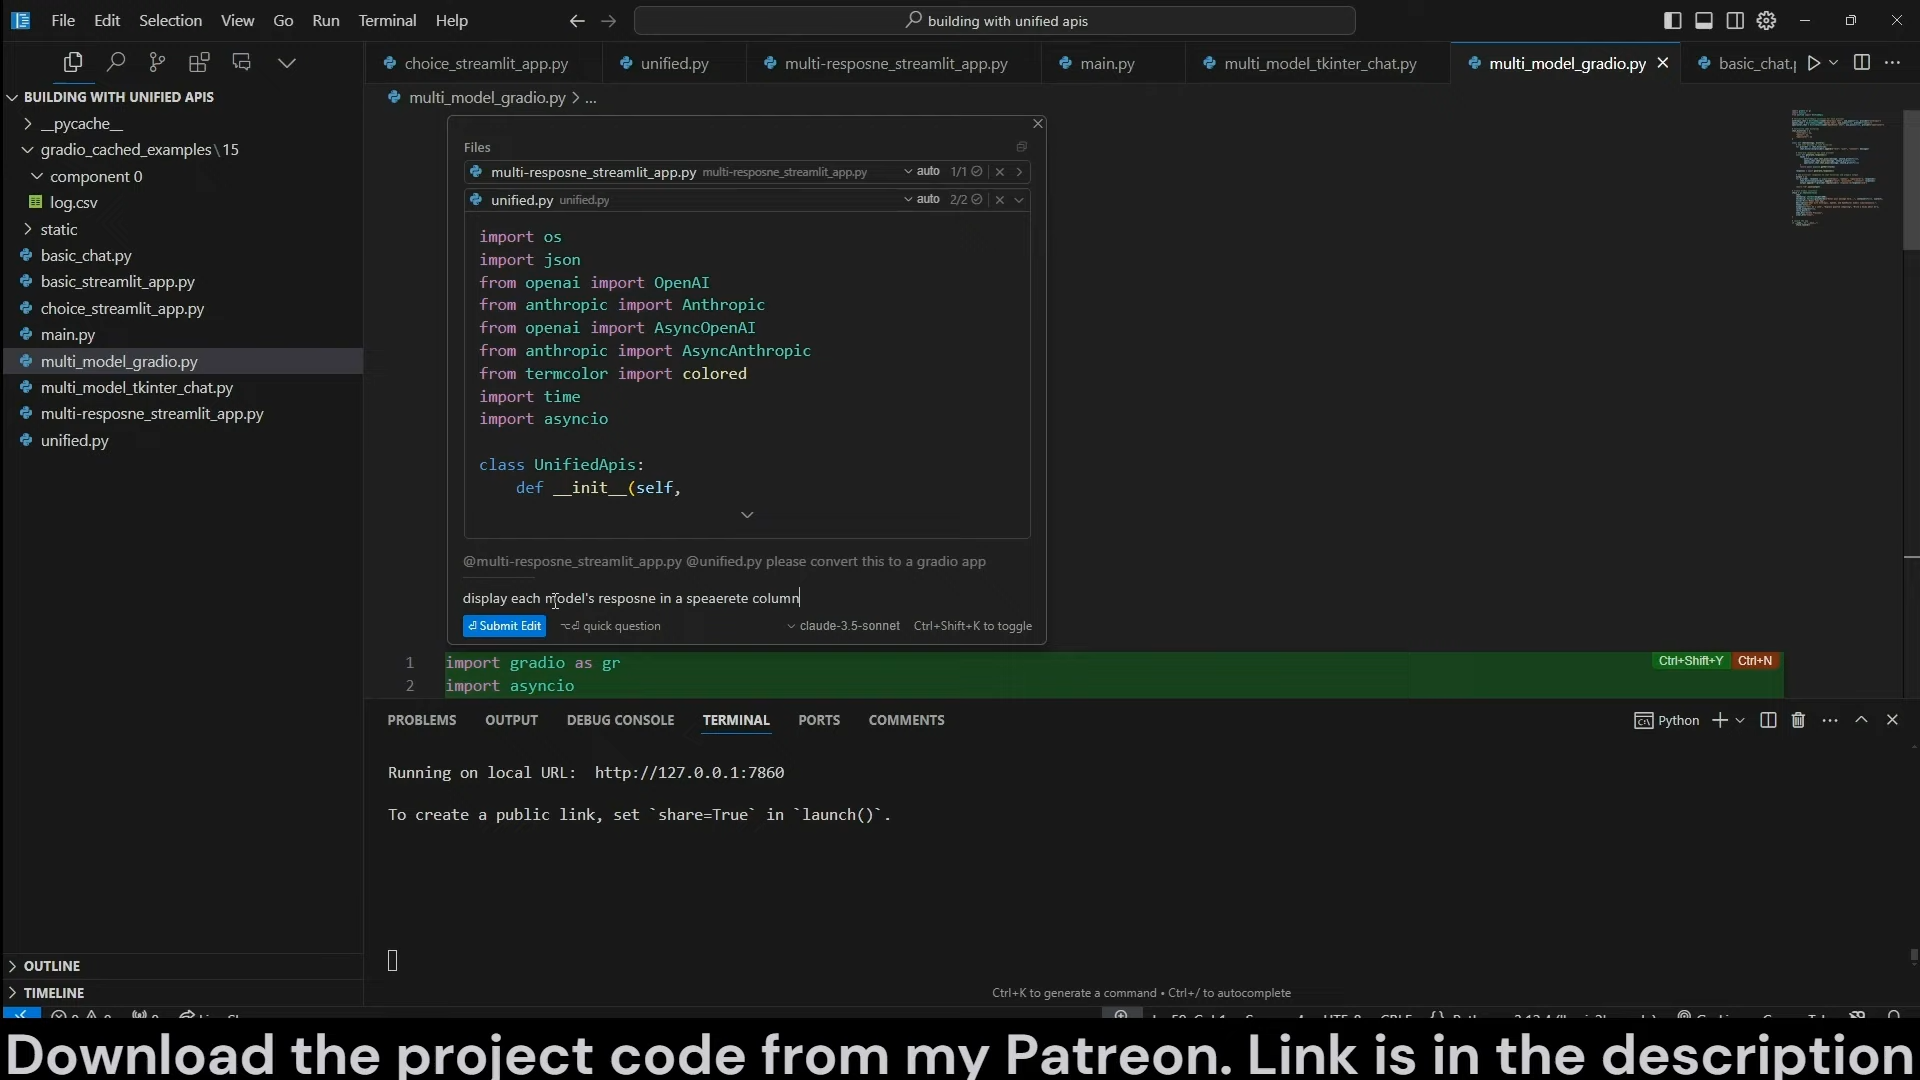 File Edit Selection View Go Run Terminal Help
building with unified apis
choice_streamlit_app.py
unified.py
multi-resposne_streamlit_app.py
main.py
multi_model_tkinter_chat.py
multi_model_gradio.py
basic_chat.p
BUILDING WITH UNIFIED APIS
__pycache__
gradio_cached_examples\15
component 0
log.csv
static
basic_chat.py
basic_streamlit_app.py
choice_streamlit_app.py
main.py
multi_model_gradio.py
multi_model_tkinter_chat.py
multi-resposne_streamlit_app.py
unified.py
OUTLINE
TIMELINE
multi_model_gradio.py > ...
Files
multi-resposne_streamlit_app.py multi-resposne_streamlit_app.py auto 1/1
unified.py unified.py auto 2/2
import os
import json
from openai import OpenAI
from anthropic import Anthropic
from openai import AsyncOpenAI
from anthropic import AsyncAnthropic
from termcolor import colored
import time
import asyncio
class UnifiedApis:
def __init__(self,
@multi-resposne_streamlit_app.py @unified.py please convert this to a gradio app
display each model's resposne in a speaerete column
Submit Edit quick question claude-3.5-sonnet Ctrl+Shift+K to toggle
1 import gradio as gr Ctrl+Shift+Y Ctrl+N
2 import asyncio
PROBLEMS OUTPUT DEBUG CONSOLE TERMINAL PORTS COMMENTS
Python
Running on local URL: http://127.0.0.1:7860
To create a public link, set `share=True` in `launch()`.
Ctrl+K to generate a command • Ctrl+/ to autocomplete
Download the project code from my Patreon. Link is in the description